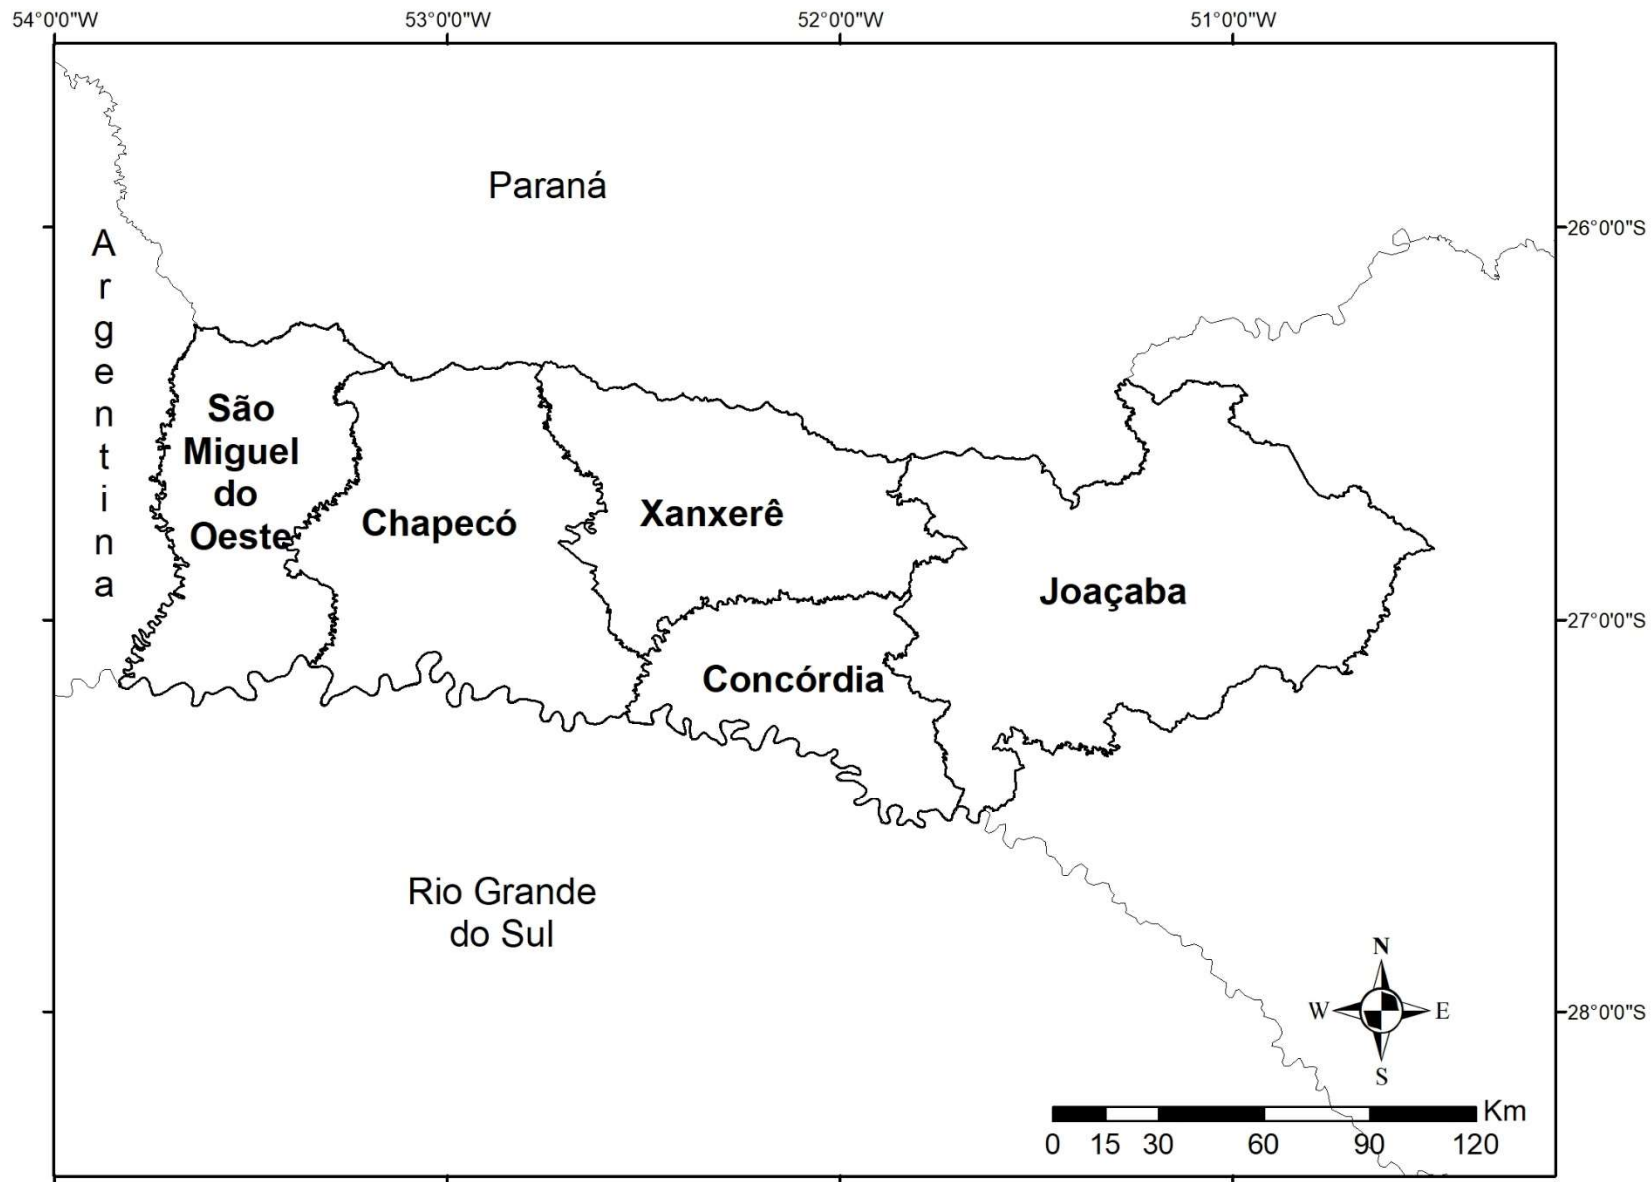 54°0'0"W
53°0'0"W
52°0'0"W
51°0'0"W
Paraná
26°0'0"S
A
r
g
e
n
t
i
n
a
São
Miguel
do
Oeste
Chapecó
Xanxerê
Joaçaba
27°0'0"S
Concórdia
Rio Grande
do Sul
N
W
E
S
28°0'0"S
Km
0 15 30 60 90 120